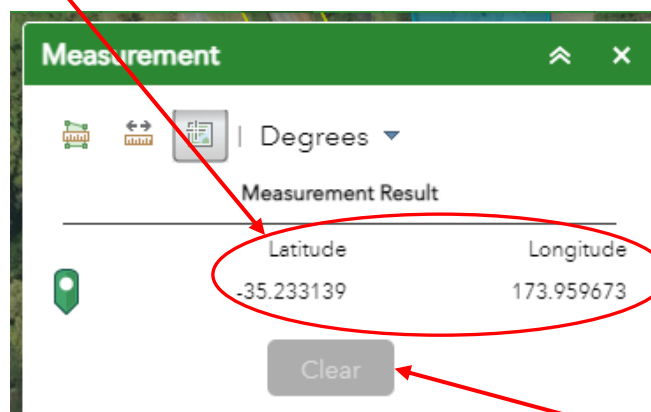 Measurement
Degrees
Measurement Result
Latitude Longitude
-35.233139 173.959673
Clear